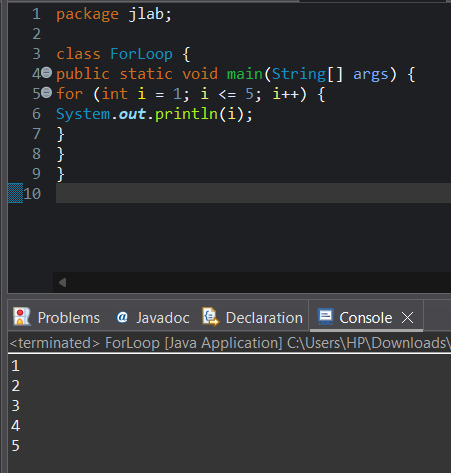 1 package jlab;
2
3 class ForLoop {
4 public static void main(String[] args) {
5 for (int i = 1; i <= 5; i++) {
6 System.out.println(i);
7 }
8 }
9 }
10
Problems @ Javadoc Declaration Console
<terminated> ForLoop [Java Application] C:\Users\HP\Downloads\
1
2
3
4
5